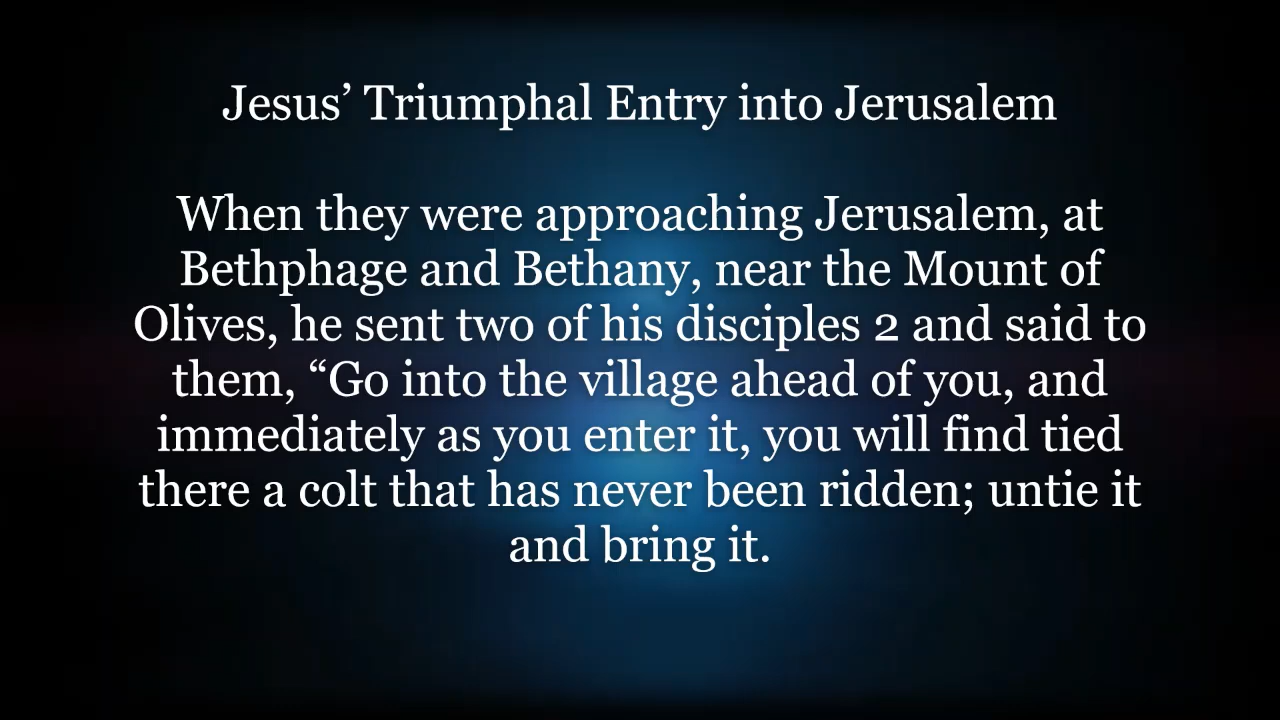 Jesus’ Triumphal Entry into Jerusalem
When they were approaching Jerusalem, at
Bethphage and Bethany, near the Mount of
Olives, he sent two of his disciples 2 and said to
them, “Go into the village ahead of you, and
immediately as you enter it, you will find tied
there a colt that has never been ridden; untie it
and bring it.